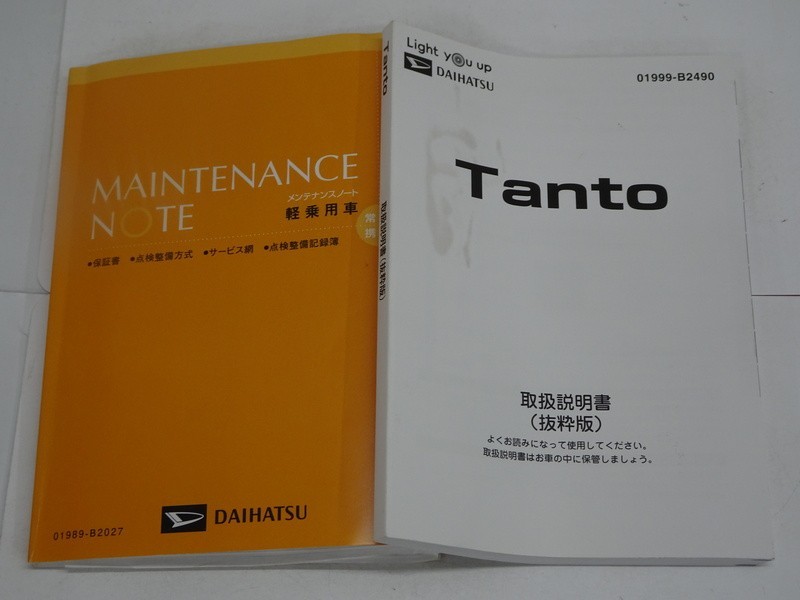 MAINTENANCE
NOTE
メンテナンスノート
軽乗用車
常
携
●保証書 ●点検整備方式 ●サービス網 ●点検整備記録簿
DAIHATSU
01989-B2027
Tanto
取扱説明書(抜粋版)
Light you up
DAIHATSU
01999-B2490
Tanto
取扱説明書
(抜粋版)
よくお読みになって使用してください。
取扱説明書はお車の中に保管しましょう。